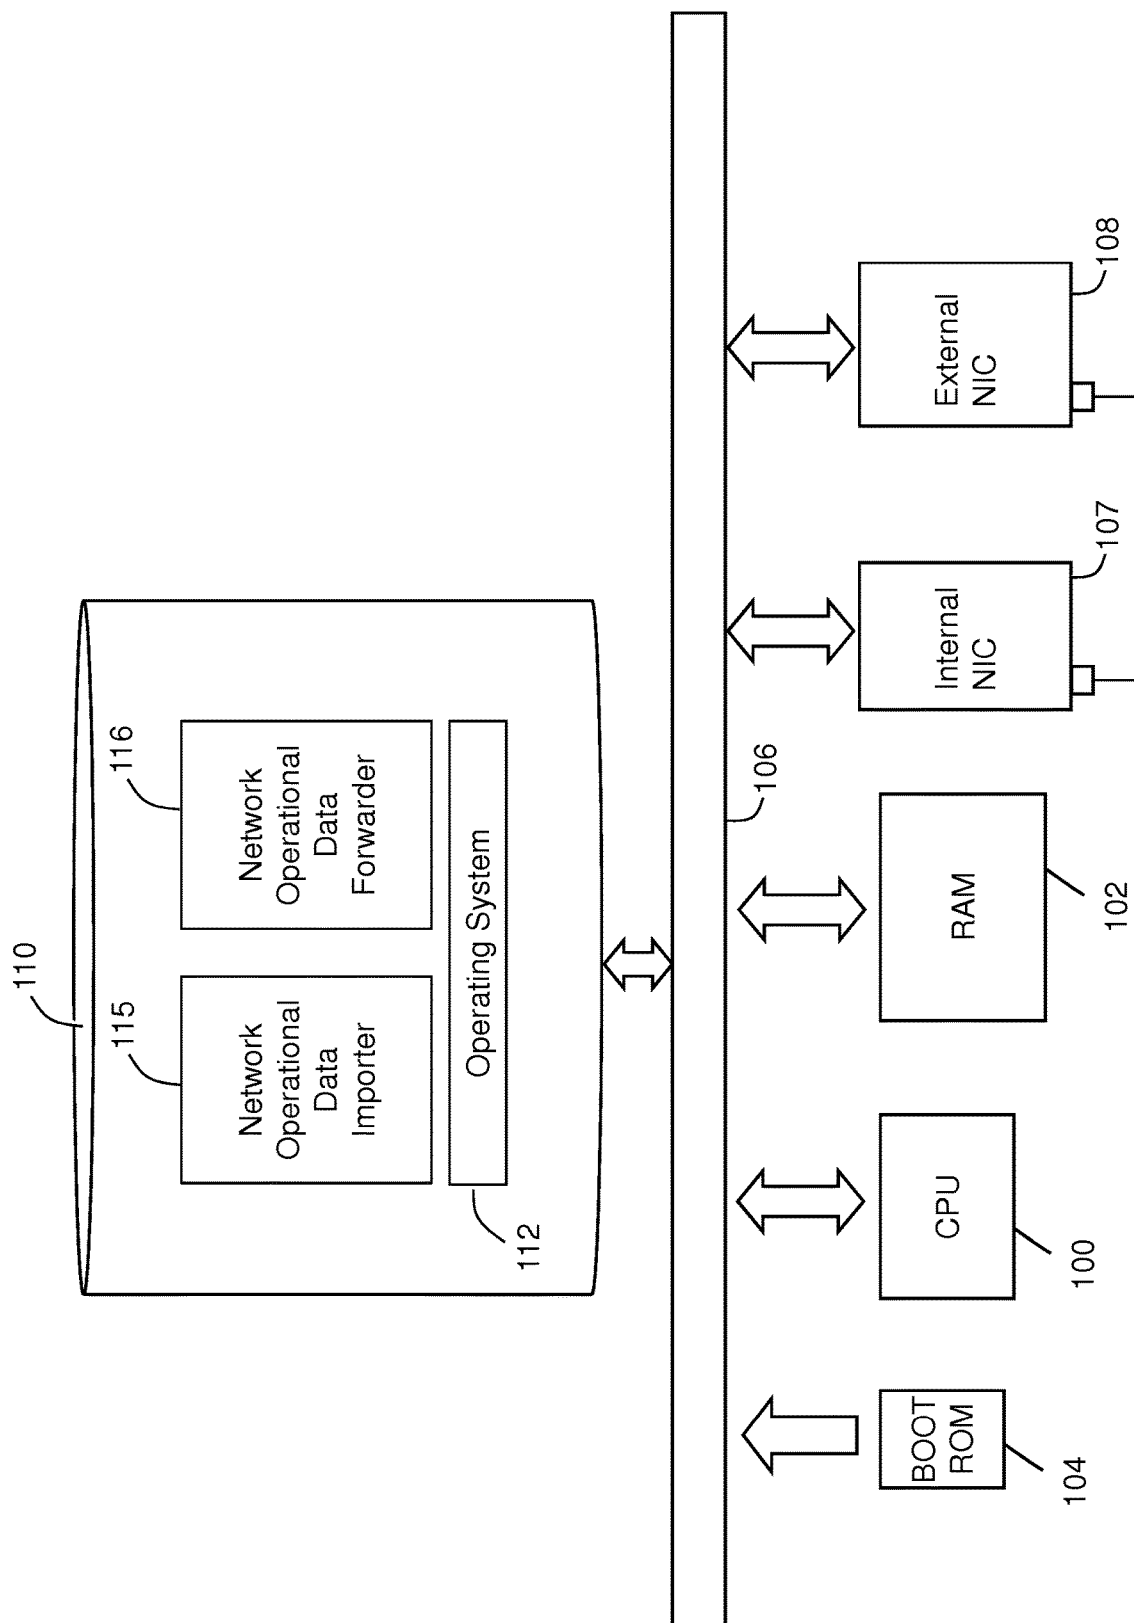 110
115
116
Network
Operational
Data
Importer
Network
Operational
Data
Forwarder
Operating System
112
106
BOOT
ROM
104
CPU
100
RAM
102
Internal
NIC
107
External
NIC
108